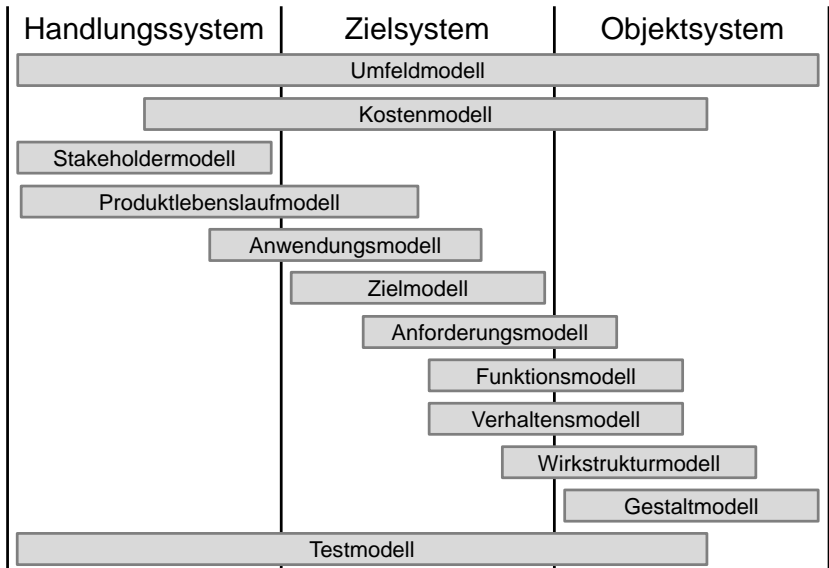 Handlungssystem Zielsystem Objektsystem
Umfeldmodell
Kostenmodell
Stakeholdermodell
Produktlebenslaufmodell
Anwendungsmodell
Zielmodell
Anforderungsmodell
Funktionsmodell
Verhaltensmodell
Wirkstrukturmodell
Gestaltmodell
Testmodell